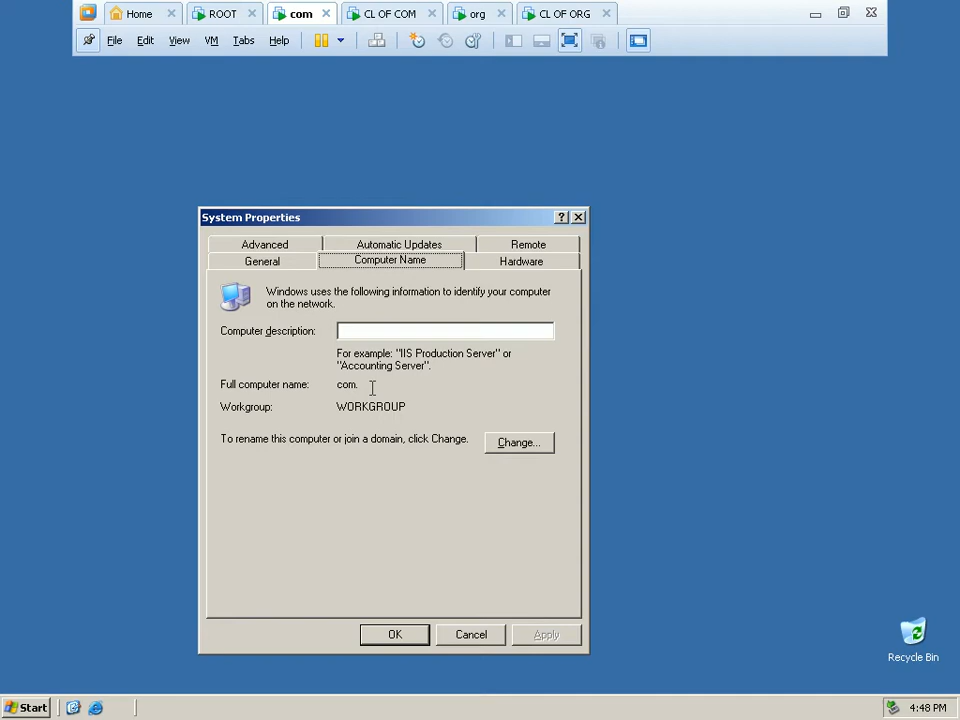 Home
ROOT
com
CL OF COM
org
CL OF ORG
File Edit View VM Tabs Help
System Properties
Advanced Automatic Updates Remote
General Computer Name Hardware
Windows uses the following information to identify your computer
on the network.
Computer description:
For example: "IIS Production Server" or
"Accounting Server".
Full computer name: com.
Workgroup: WORKGROUP
To rename this computer or join a domain, click Change.
Change...
OK Cancel Apply
Recycle Bin
Start
4:48 PM